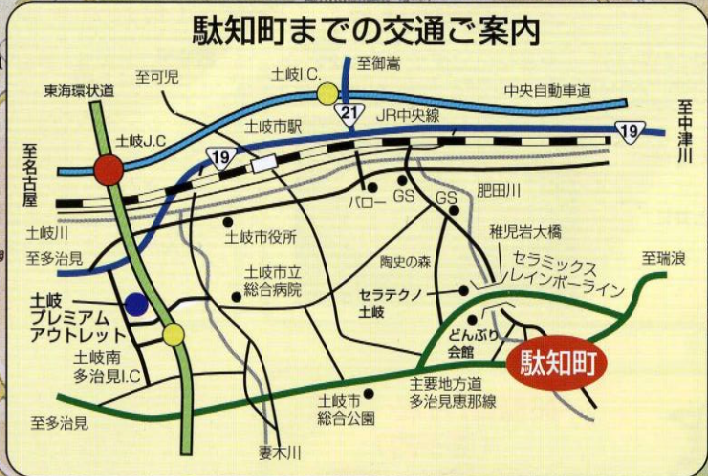 駄知町までの交通ご案内
至可児
土岐IC.
至御嵩
東海環状道
中央自動車道
21
JR中央線
土岐市駅
19
19
土岐J.C
至中津川
至名古屋
バロー
GS
GS
肥田川
土岐川
土岐市役所
稚児岩大橋
至多治見
陶史の森
セラミックス
レインボーライン
至瑞浪
土岐市立
総合病院
セラテクノ
土岐
土岐
プレミアム
アウトレット
どんぶり
会館
駄知町
土岐南
多治見I.C
主要地方道
多治見恵那線
土岐市
総合公園
至多治見
妻木川